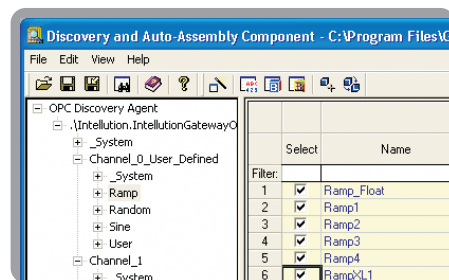 Discovery and Auto-Assembly Component - C:\Program Files\G
File Edit View Help
OPC Discovery Agent
.\Intellution.IntellutionGatewayO
_System
Channel_0_User_Defined
_System
Ramp
Random
Sine
User
Channel_1
_System
Select Name
Filter:
1 Ramp_Float
2 Ramp1
3 Ramp2
4 Ramp3
5 Ramp4
6 RampXL1